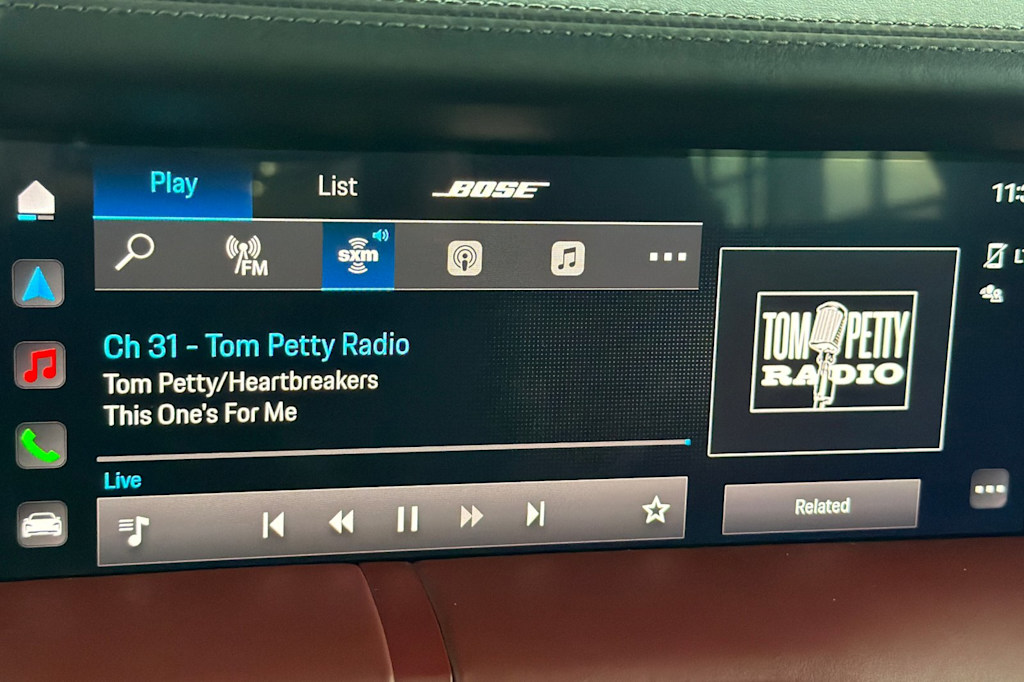 Play
List
BOSE
FM
sxm
Ch 31 - Tom Petty Radio
Tom Petty/Heartbreakers
This One's For Me
Live
TOM PETTY
RADIO
Related